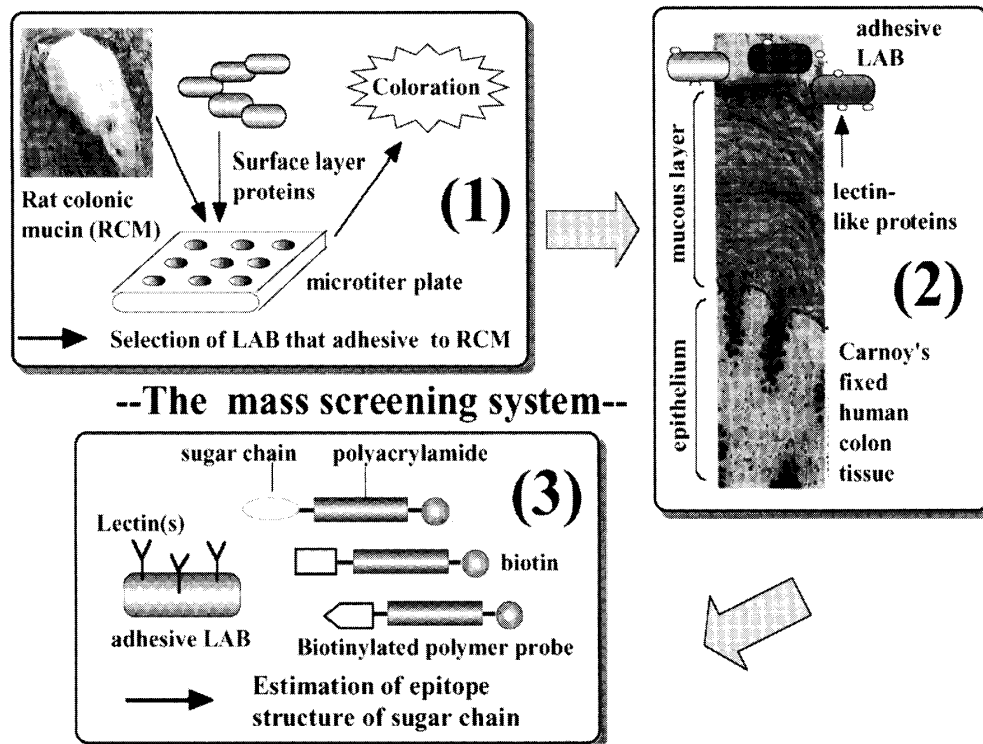 Coloration
Surface layer
proteins
Rat colonic
mucin (RCM)
(1)
microtiter plate
Selection of LAB that adhesive to RCM
adhesive
LAB
mucous layer
lectin-
like proteins
(2)
epithelium
Carnoy's
fixed
human
colon
tissue
--The mass screening system--
sugar chain
polyacrylamide
(3)
Lectin(s)
biotin
adhesive LAB
Biotinylated polymer probe
Estimation of epitope
structure of sugar chain